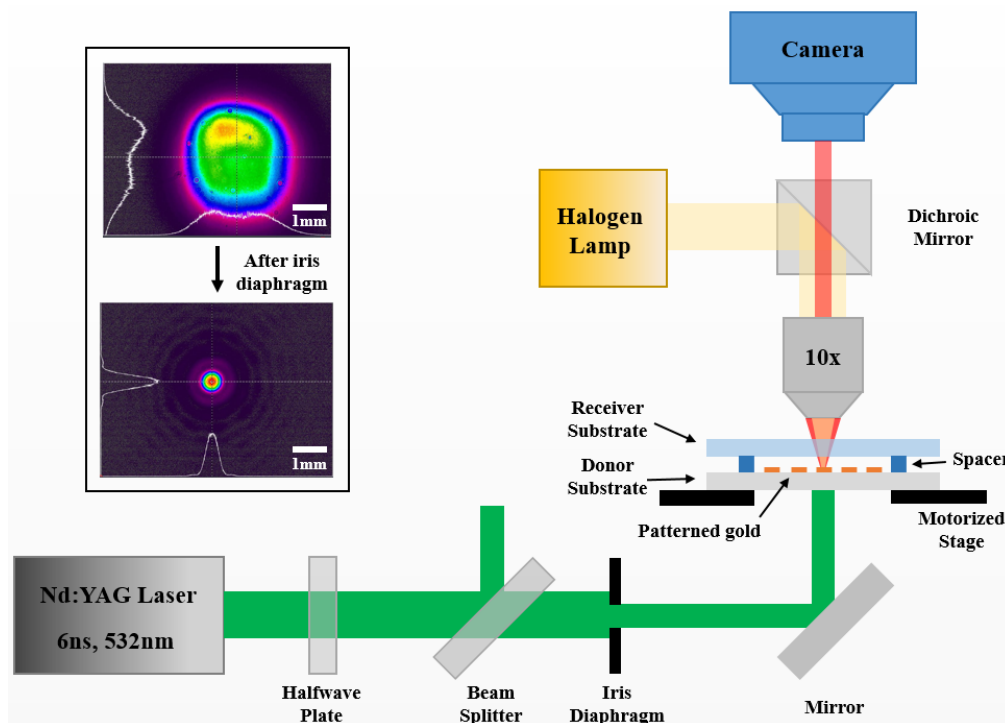 Camera
1mm
Halogen
Lamp
Dichroic
Mirror
After iris
diaphragm
10x
1mm
Receiver
Substrate
Donor
Substrate
Spacer
Patterned gold
Motorized
Stage
Nd:YAG Laser
6ns, 532nm
Halfwave
Plate
Beam
Splitter
Iris
Diaphragm
Mirror